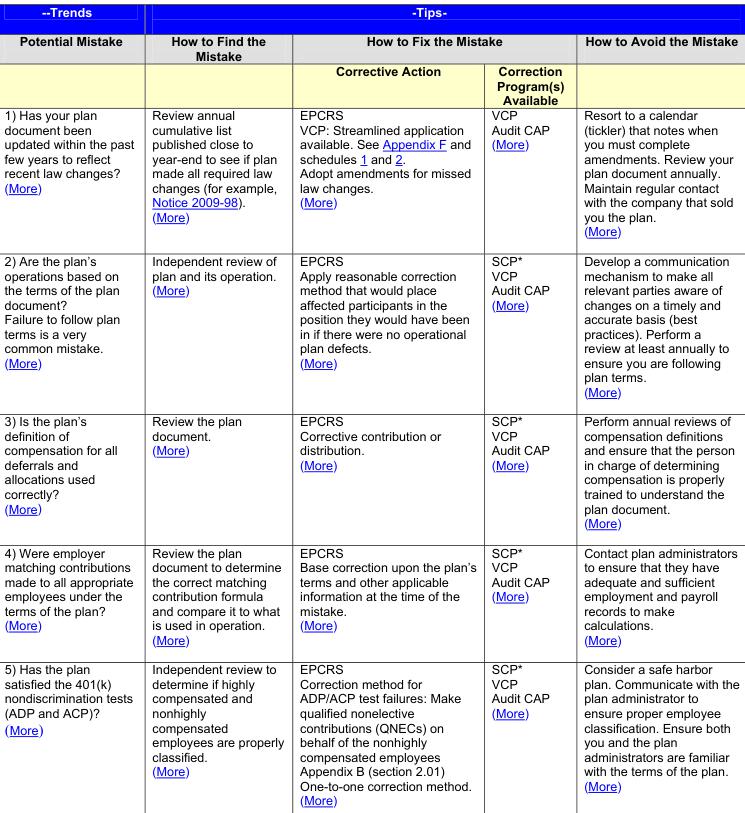 --Trends
-Tips-
Potential Mistake
How to Find the
Mistake
How to Fix the Mistake
How to Avoid the Mistake
Corrective Action
Correction
Program(s)
Available
1) Has your plan
document been
updated within the past
few years to reflect
recent law changes?
(More)
Review annual
cumulative list
published close to
year-end to see if plan
made all required law
changes (for example,
Notice 2009-98).
(More)
EPCRS
VCP: Streamlined application
available. See Appendix F and
schedules 1 and 2.
Adopt amendments for missed
law changes.
(More)
VCP
Audit CAP
(More)
Resort to a calendar
(tickler) that notes when
you must complete
amendments. Review your
plan document annually.
Maintain regular contact
with the company that sold
you the plan.
(More)
2) Are the plan's
operations based on
the terms of the plan
document?
Failure to follow plan
terms is a very
common mistake.
(More)
Independent review of
plan and its operation.
(More)
EPCRS
Apply reasonable correction
method that would place
affected participants in the
position they would have been
in if there were no operational
plan defects.
(More)
SCP*
VCP
Audit CAP
(More)
Develop a communication
mechanism to make all
relevant parties aware of
changes on a timely and
accurate basis (best
practices). Perform a
review at least annually to
ensure you are following
plan terms.
(More)
3) Is the plan's
definition of
compensation for all
deferrals and
allocations used
correctly?
(More)
Review the plan
document.
(More)
EPCRS
Corrective contribution or
distribution.
(More)
SCP*
VCP
Audit CAP
(More)
Perform annual reviews of
compensation definitions
and ensure that the person
in charge of determining
compensation is properly
trained to understand the
plan document.
(More)
4) Were employer
matching contributions
made to all appropriate
employees under the
terms of the plan?
(More)
Review the plan
document to determine
the correct matching
contribution formula
and compare it to what
is used in operation.
(More)
EPCRS
Base correction upon the plan's
terms and other applicable
information at the time of the
mistake.
(More)
SCP*
VCP
Audit CAP
(More)
Contact plan administrators
to ensure that they have
adequate and sufficient
employment and payroll
records to make
calculations.
(More)
5) Has the plan
satisfied the 401(k)
nondiscrimination tests
(ADP and ACP)?
(More)
Independent review to
determine if highly
compensated and
nonhighly
compensated
employees are properly
classified.
(More)
EPCRS
Correction method for
ADP/ACP test failures: Make
qualified nonelective
contributions (QNECs) on
behalf of the nonhighly
compensated employees
Appendix B (section 2.01)
One-to-one correction method.
(More)
SCP*
VCP
Audit CAP
(More)
Consider a safe harbor
plan. Communicate with the
plan administrator to
ensure proper employee
classification. Ensure both
you and the plan
administrators are familiar
with the terms of the plan.
(More)